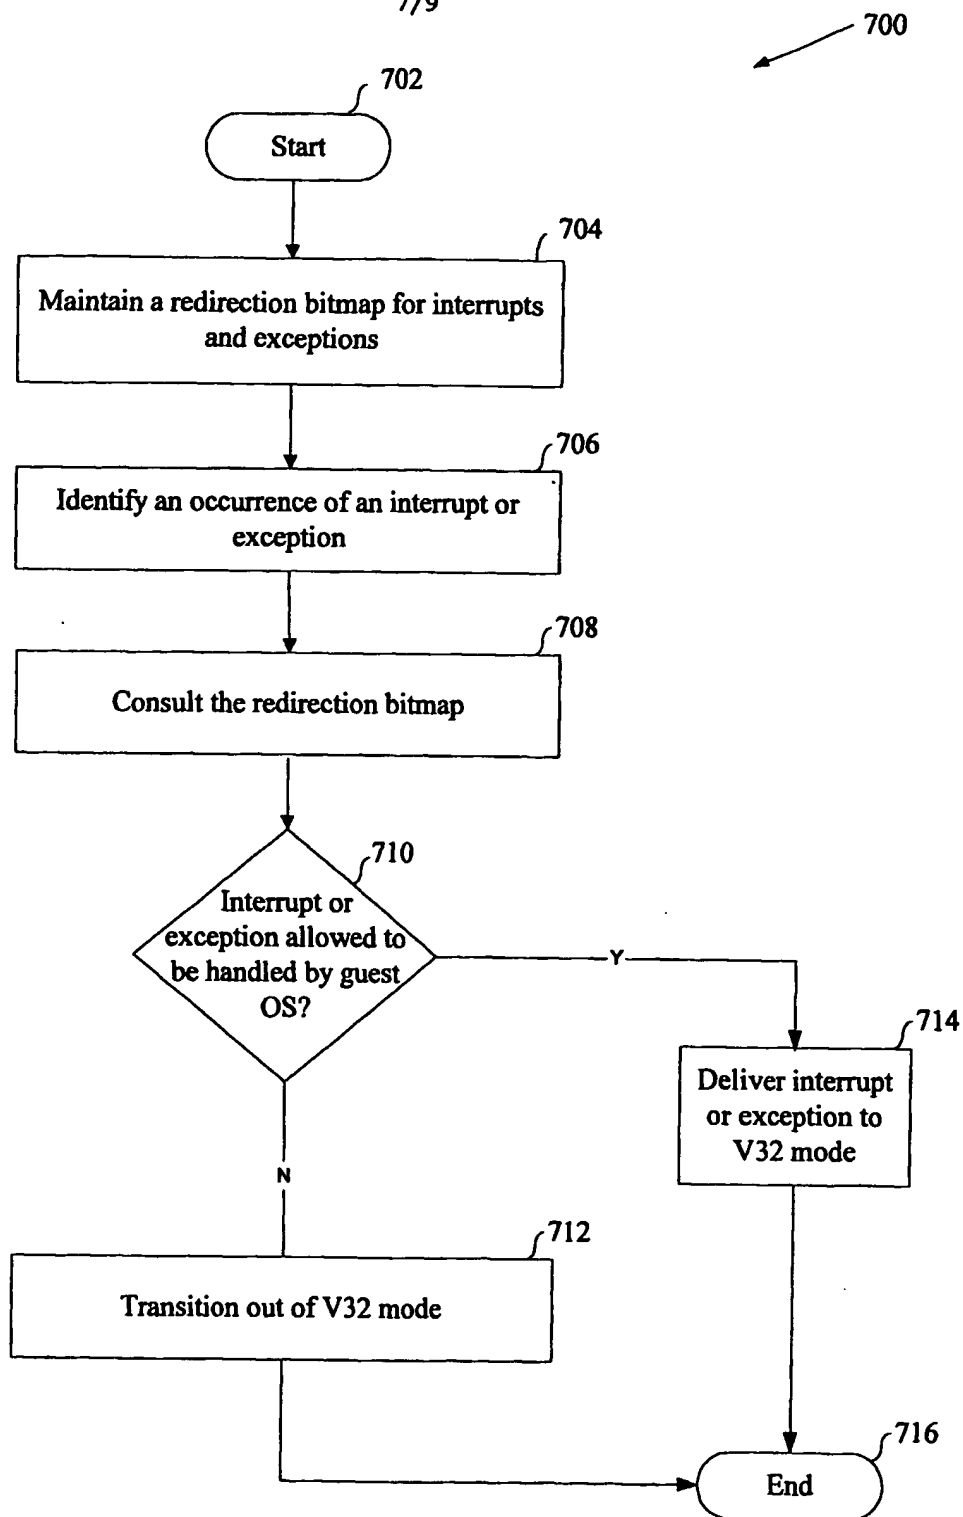 7/9
700
702
Start
704
Maintain a redirection bitmap for interrupts
and exceptions
706
Identify an occurrence of an interrupt or
exception
708
Consult the redirection bitmap
710
Interrupt or
exception allowed to
be handled by guest
OS?
Y
714
Deliver interrupt
or exception to
V32 mode
N
712
Transition out of V32 mode
716
End